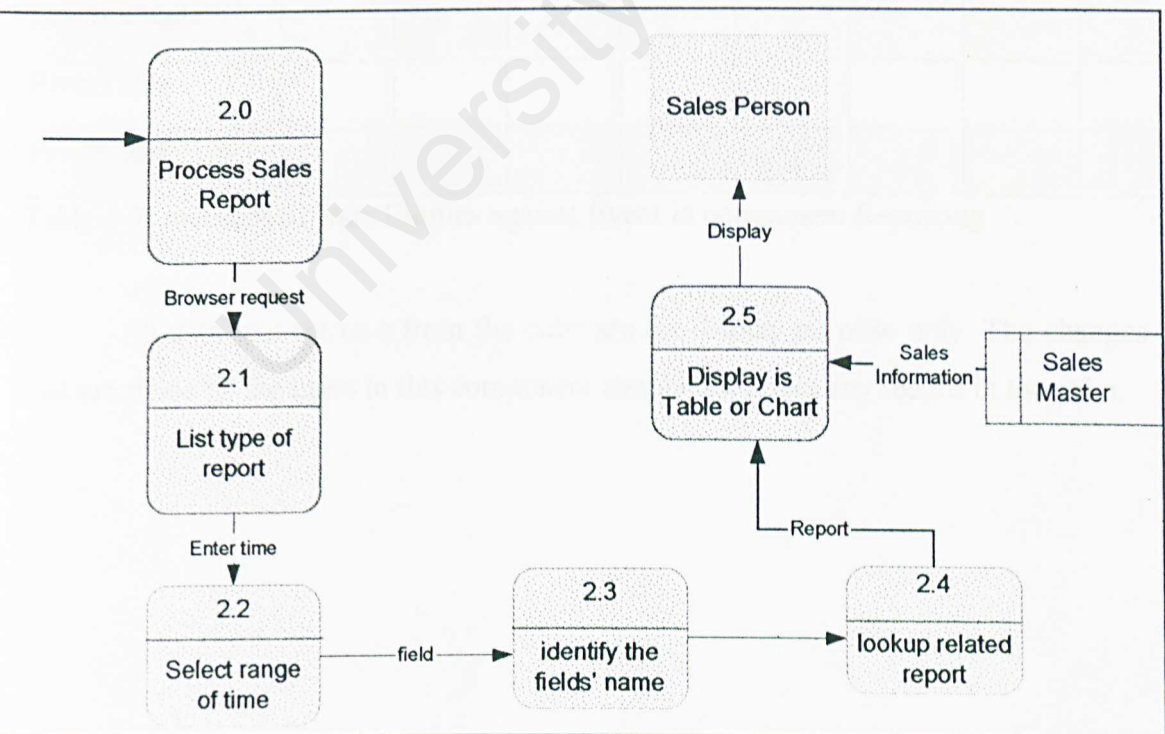 University
2.0
Process Sales
Report
Browser request
2.1
List type of
report
Enter time
2.2
Select range
of time
field
2.3
identify the
fields' name
2.4
lookup related
report
Report
2.5
Display is
Table or Chart
Sales
Information
Sales
Master
Display
Sales Person